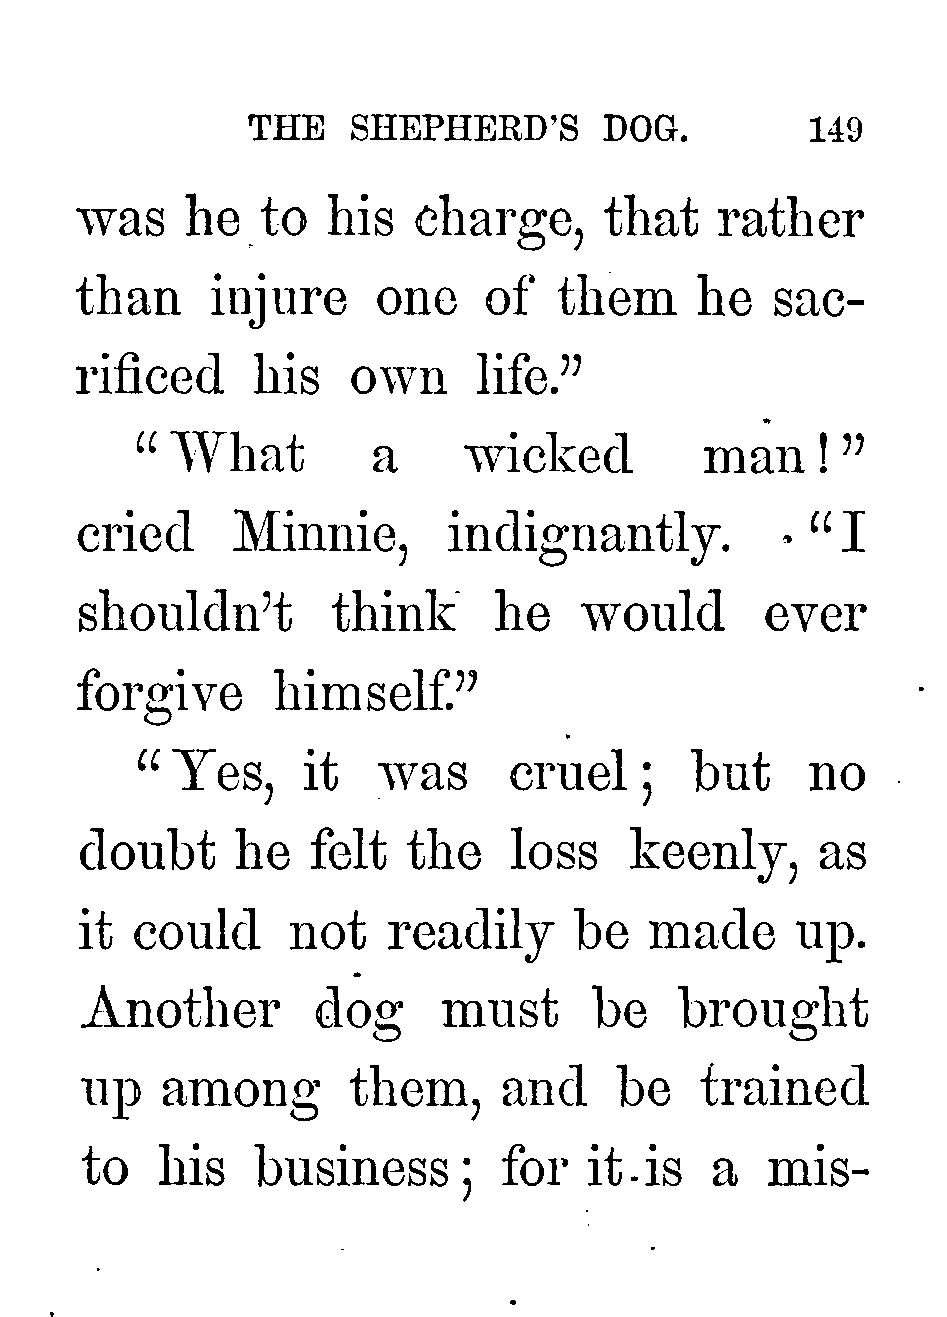 THE SHEPHERD'S DOG. 149
was he to his charge, that rather
than injure one of them he sac-
rificed his own life."
"What a wicked man!"
cried Minnie, indignantly. "I
shouldn't think he would ever
forgive himself."
"Yes, it was cruel; but no
doubt he felt the loss keenly, as
it could not readily be made up.
Another dog must be brought
up among them, and be trained
to his business; for it is a mis-